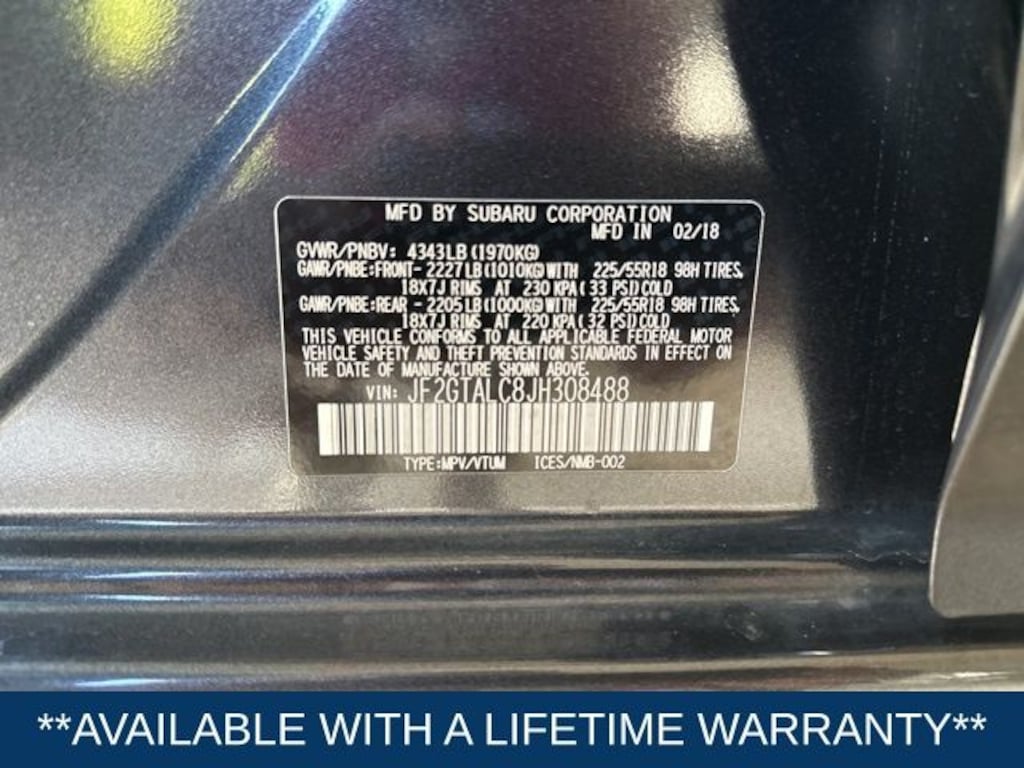 MFD BY SUBARU CORPORATION
MFD IN 02/18
GVWR/PNBV: 4343LB (1970KG)
GAWR/PNBE:FRONT- 2227LB(1010KG)WITH 225/55R18 98H TIRES,
18X7J RIMS AT 230 KPA( 33 PSI) COLD
GAWR/PNBE:REAR - 2205LB(1000KG)WITH 225/55R18 98H TIRES,
18X7J RIMS AT 220 KPA( 32 PSI) COLD
THIS VEHICLE CONFORMS TO ALL APPLICABLE FEDERAL MOTOR
VEHICLE SAFETY AND THEFT PREVENTION STANDARDS IN EFFECT ON
THE DATE OF MANUFACTURE SHOWN ABOVE.
VIN: JF2GTALC8JH308488
TYPE:MPV/VTUM ICES/NMB-002
**AVAILABLE WITH A LIFETIME WARRANTY**